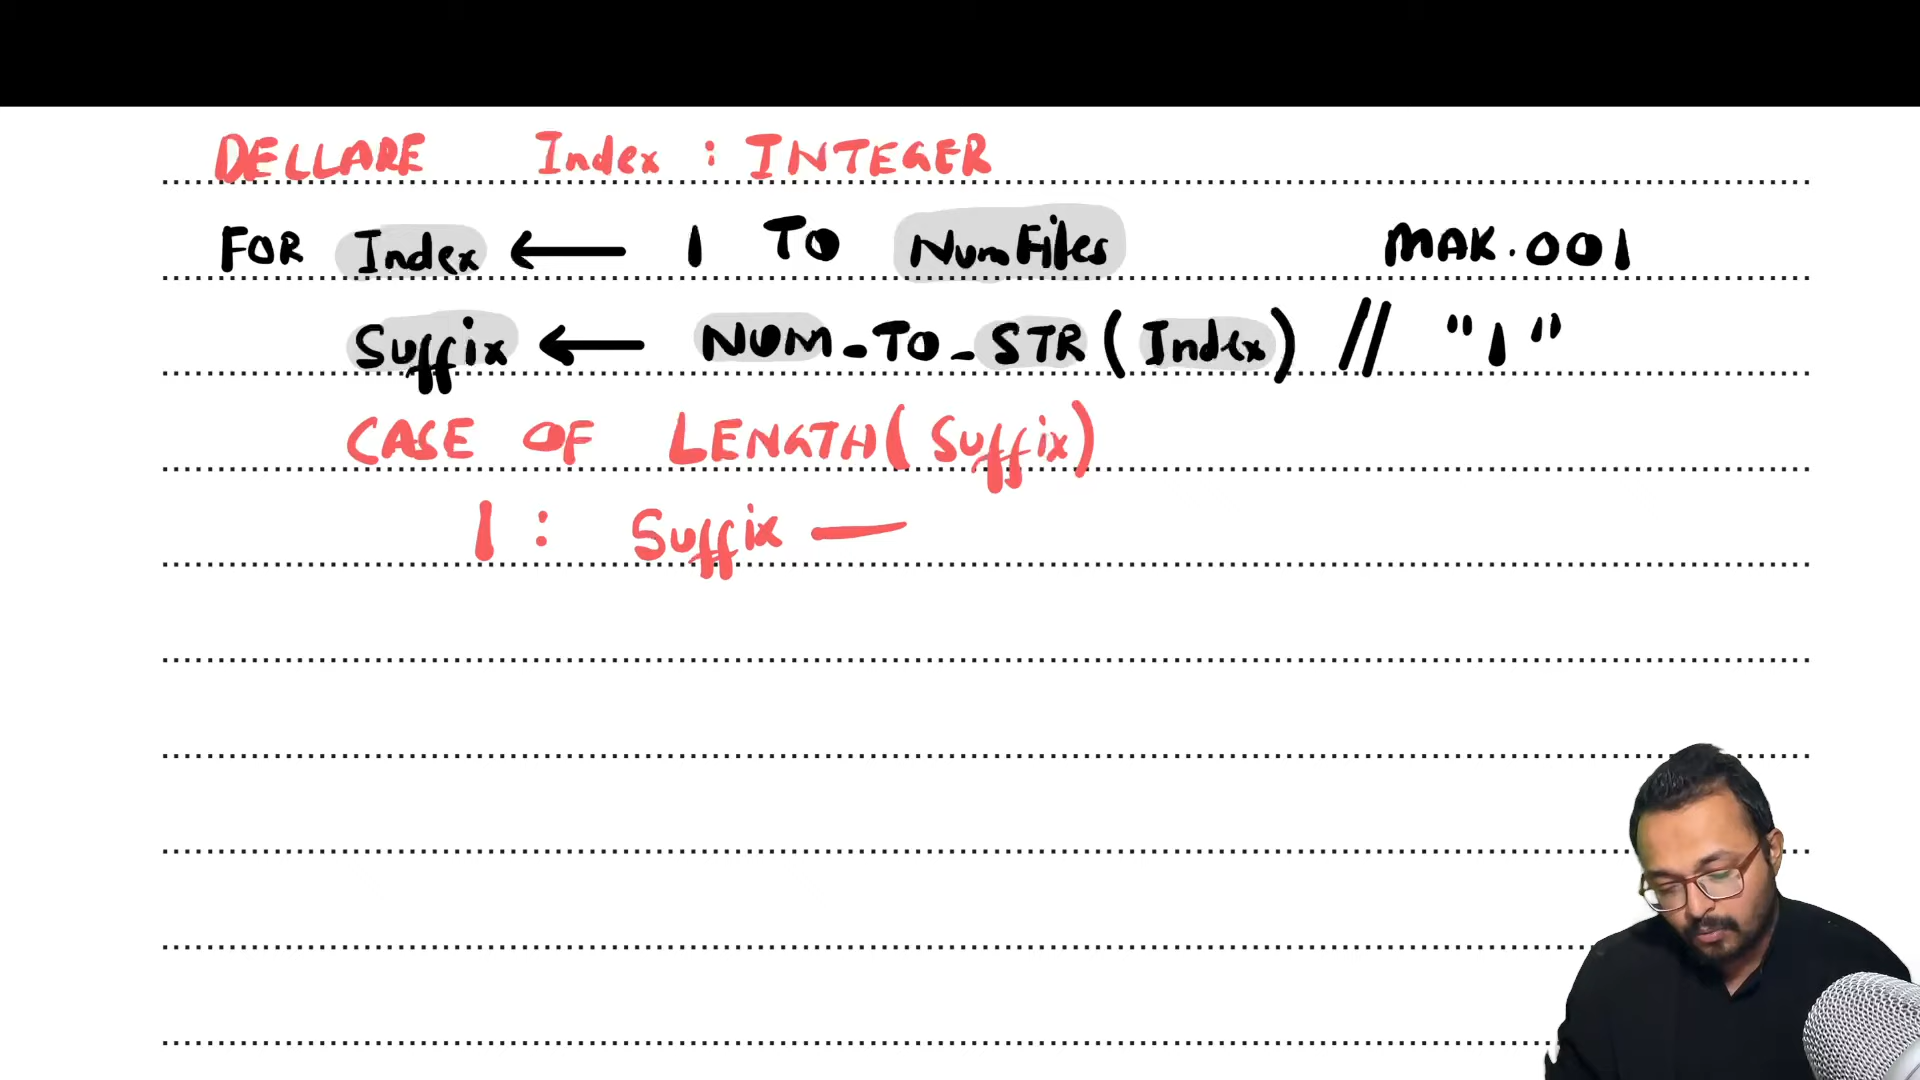 DELLARE Index : INTEGER
FOR Index ← 1 TO NumFiles MAK.001
Suffix ← NUM_TO_STR(Index) // "1"
CASE OF LENGTH(Suffix)
1 : Suffix —